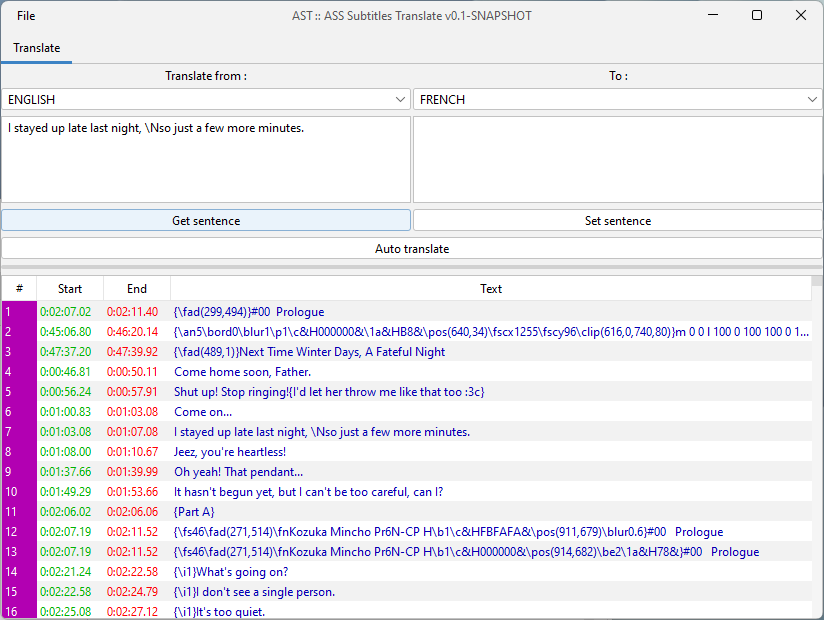 File AST :: ASS Subtitles Translate v0.1-SNAPSHOT
Translate
Translate from : To :
ENGLISH FRENCH
I stayed up late last night, \Nso just a few more minutes.
Get sentence Set sentence
Auto translate
# Start End Text
1 0:02:07.02 0:02:11.40 {\fad(299,494)}#00  Prologue
2 0:45:06.80 0:46:20.14 {\an5\bord0\blur1\p1\c&H000000&\1a&HB8&\pos(640,34)\fscx1255\fscy96\clip(616,0,740,80)}m 0 0 l 100 0 100 100 0 1...
3 0:47:37.20 0:47:39.92 {\fad(489,1)}Next Time Winter Days, A Fateful Night
4 0:00:46.81 0:00:50.11 Come home soon, Father.
5 0:00:56.24 0:00:57.91 Shut up! Stop ringing!{I'd let her throw me like that too :3c}
6 0:01:00.83 0:01:03.08 Come on...
7 0:01:03.08 0:01:07.08 I stayed up late last night, \Nso just a few more minutes.
8 0:01:08.00 0:01:10.67 Jeez, you're heartless!
9 0:01:37.66 0:01:39.99 Oh yeah! That pendant...
10 0:01:49.29 0:01:53.66 It hasn't begun yet, but I can't be too careful, can I?
11 0:02:06.02 0:02:06.06 {Part A}
12 0:02:07.19 0:02:11.52 {\fs46\fad(271,514)\fnKozuka Mincho Pr6N-CP H\b1\c&HFBFAFA&\pos(911,679)\blur0.6}#00   Prologue
13 0:02:07.19 0:02:11.52 {\fs46\fad(271,514)\fnKozuka Mincho Pr6N-CP H\b1\c&H000000&\pos(914,682)\be2\1a&H78&}#00   Prologue
14 0:02:21.24 0:02:22.58 {\i1}What's going on?
15 0:02:22.58 0:02:24.79 {\i1}I don't see a single person.
16 0:02:25.08 0:02:27.12 {\i1}It's too quiet.